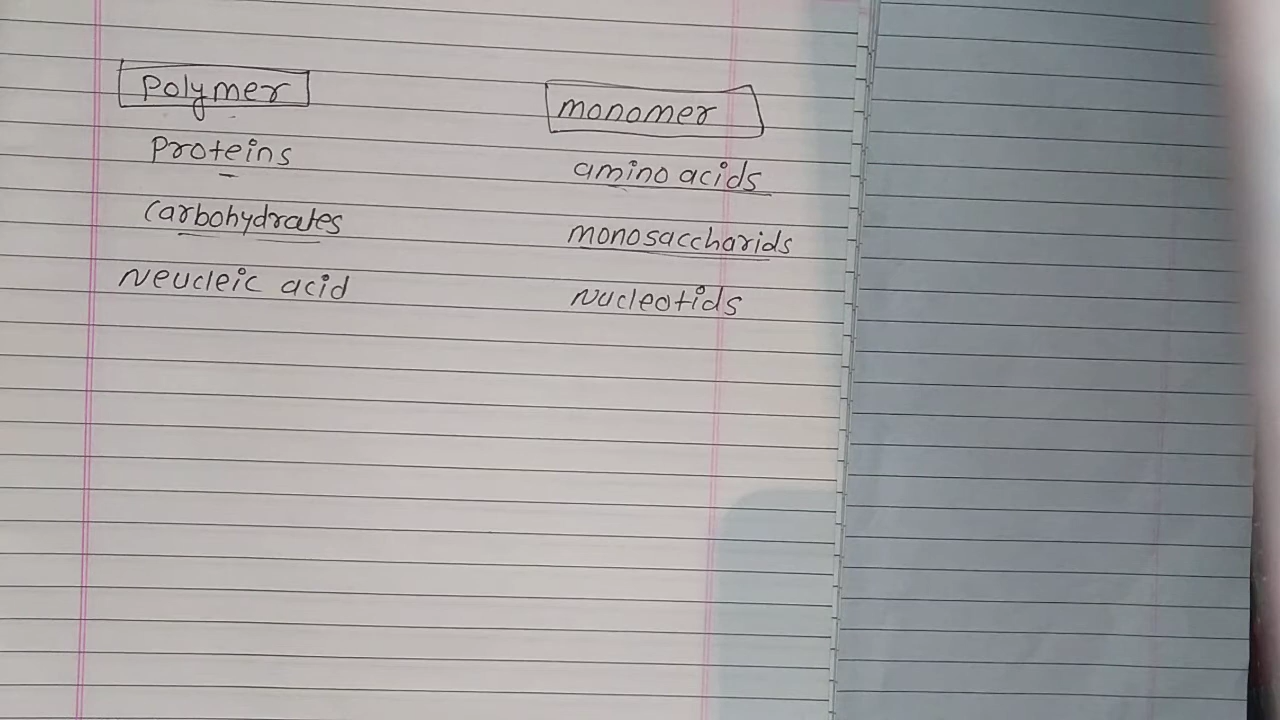 Polymer monomer
Proteins amino acids
Carbohydrates monosaccharids
Neucleic acid Nucleotids